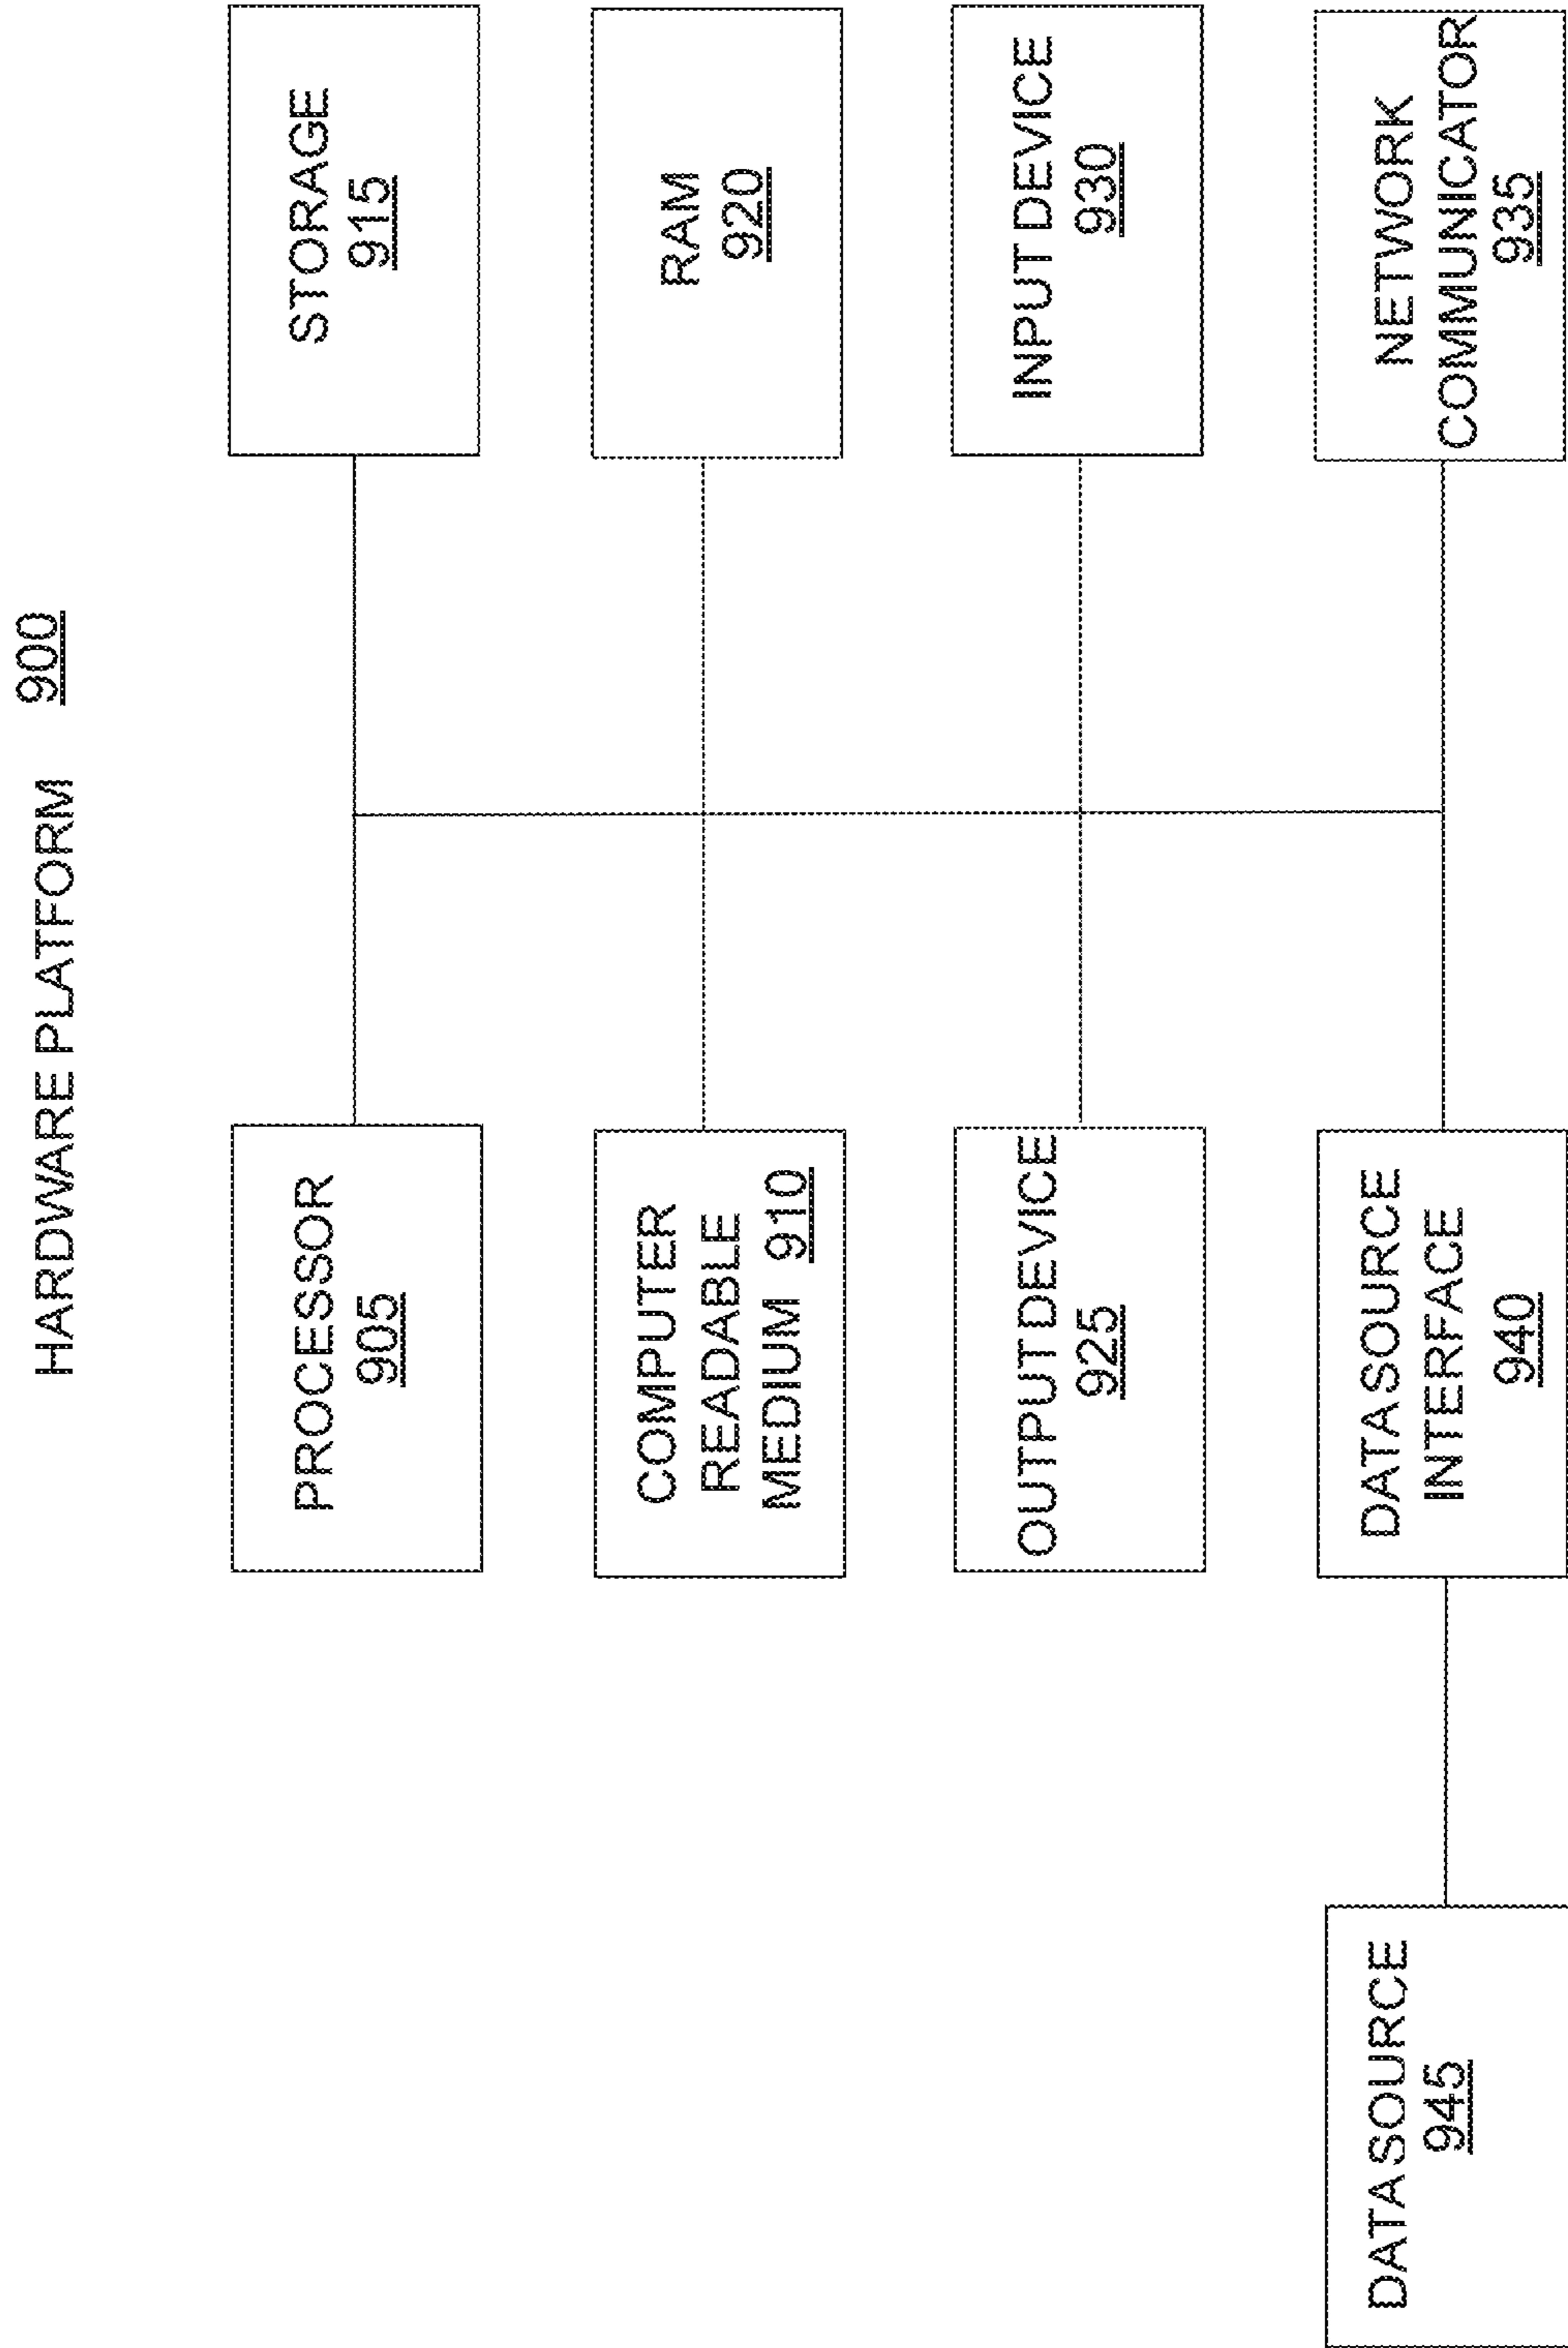 HARDWARE PLATFORM 900
PROCESSOR
905
STORAGE
915
COMPUTER
READABLE
MEDIUM 910
RAM
920
OUTPUT DEVICE
925
INPUT DEVICE
930
DATA SOURCE
INTERFACE
940
NETWORK
COMMUNICATOR
935
DATA SOURCE
945